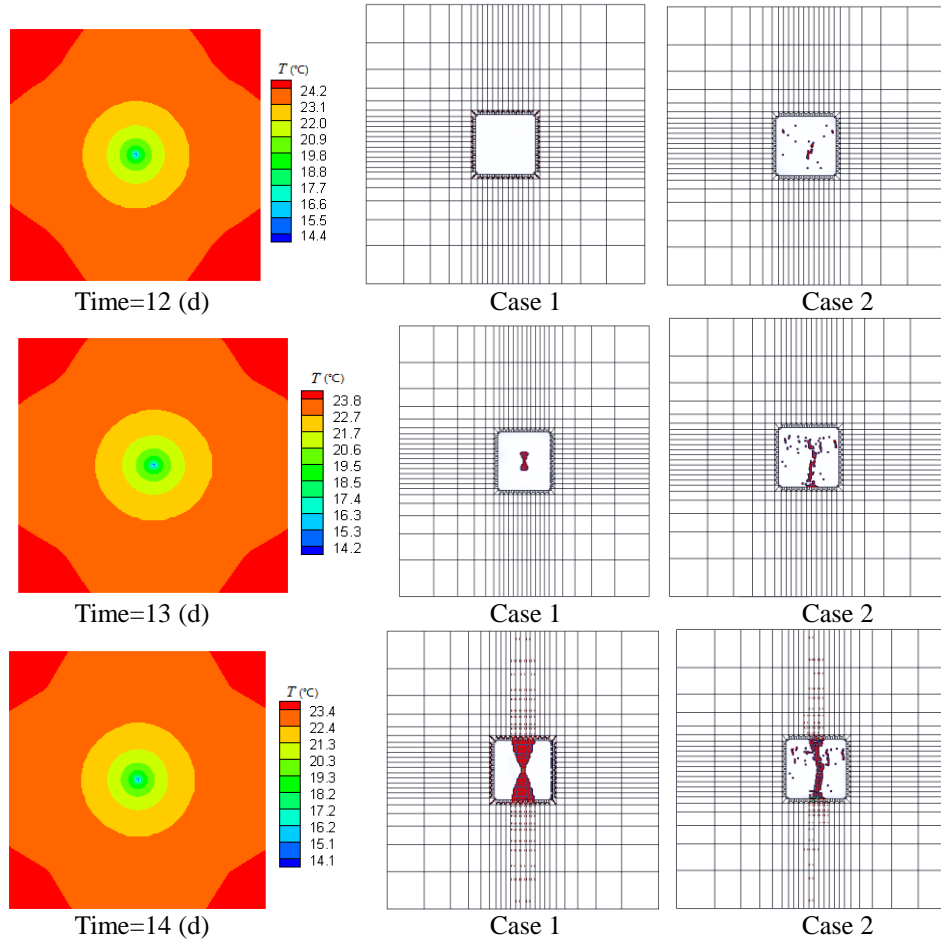 T (℃)
24.2
23.1
22.0
20.9
19.8
18.8
17.7
16.6
15.5
14.4
Time=12 (d)
Case 1
Case 2
T (℃)
23.8
22.7
21.7
20.6
19.5
18.5
17.4
16.3
15.3
14.2
Time=13 (d)
Case 1
Case 2
T (℃)
23.4
22.4
21.3
20.3
19.3
18.2
17.2
16.2
15.1
14.1
Time=14 (d)
Case 1
Case 2